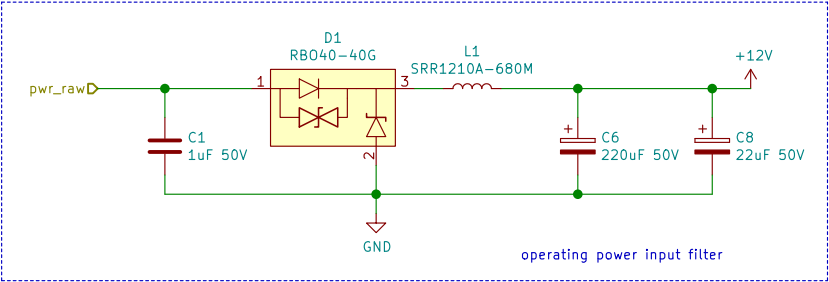 D1
RBO40-40G
L1
SRR1210A-680M
+12V
pwr_raw
1
3
C1
1uF 50V
2
+
C6
220uF 50V
+
C8
22uF 50V
GND
operating power input filter